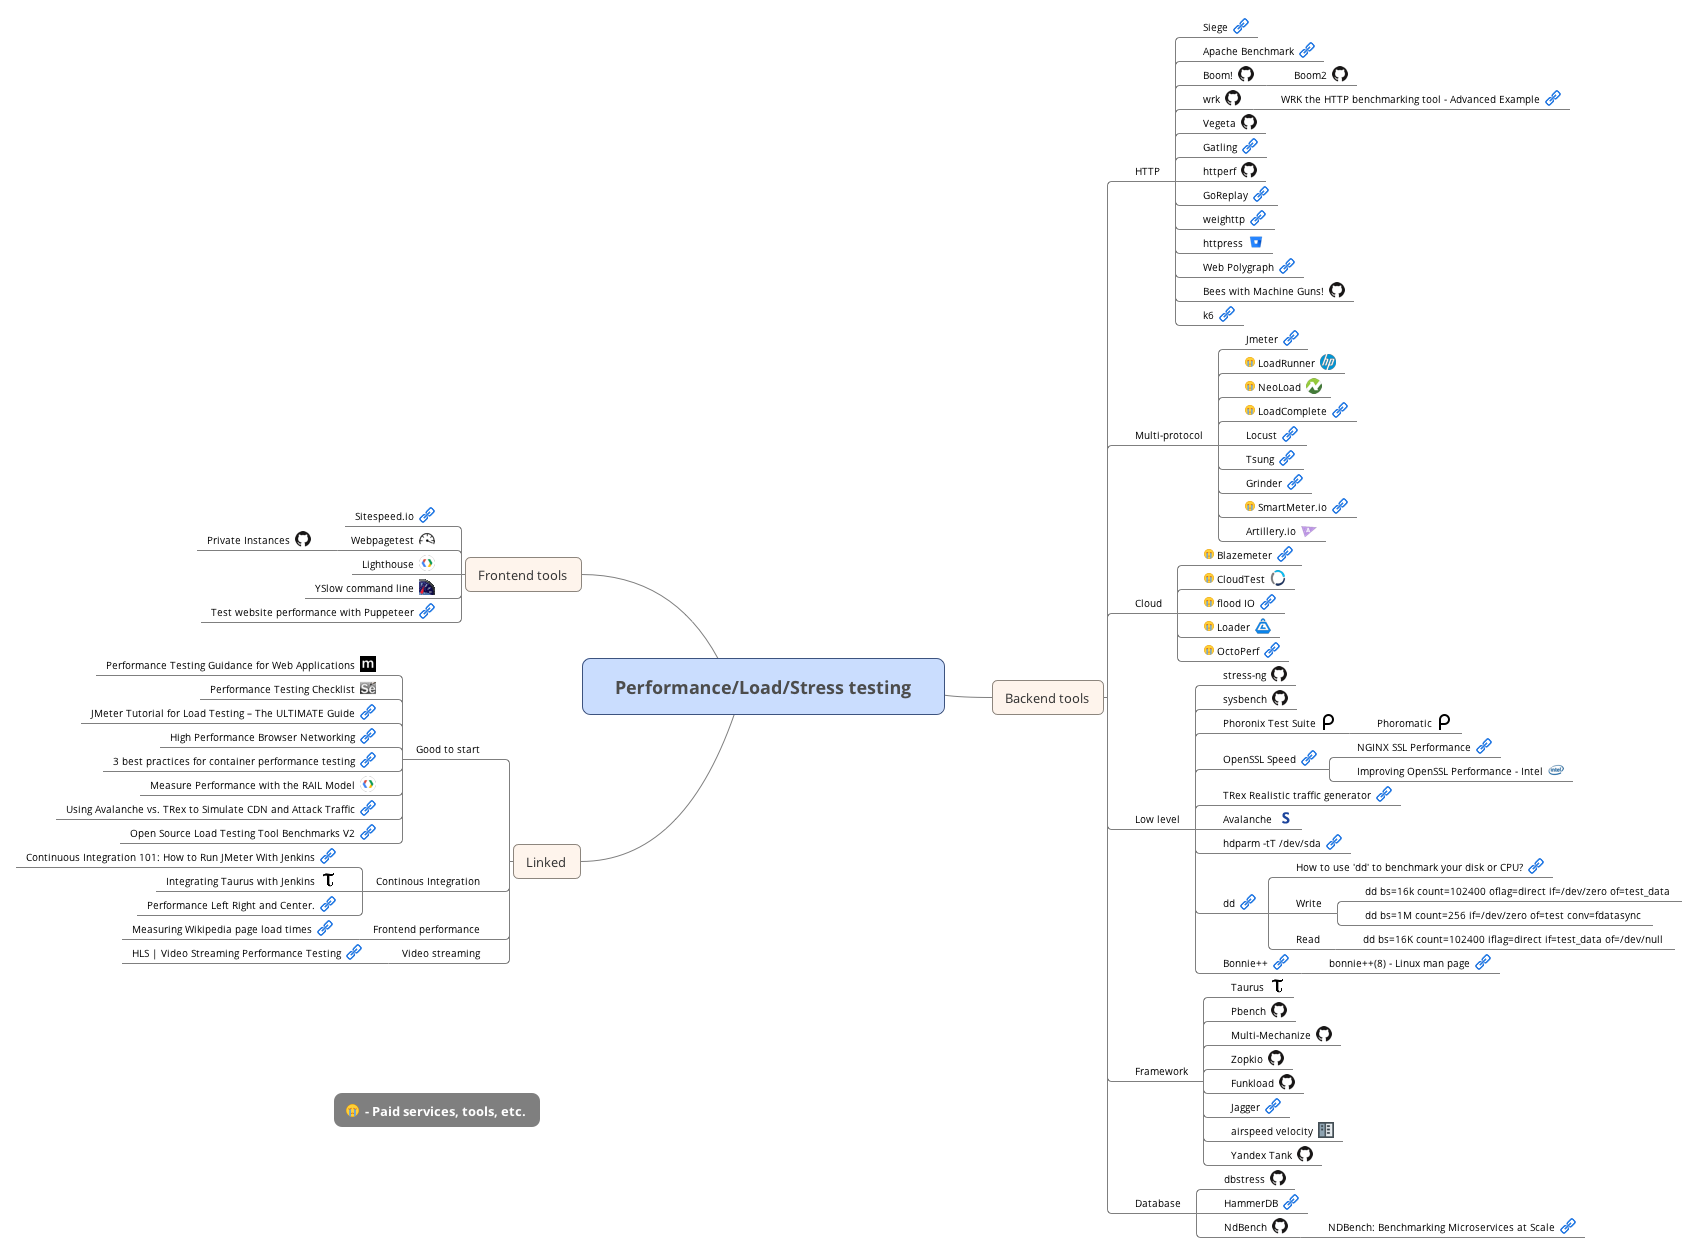 Performance/Load/Stress testing
Frontend tools
Sitespeed.io
Webpagetest
Private Instances
Lighthouse
YSlow command line
Test website performance with Puppeteer
Linked
Good to start
Performance Testing Guidance for Web Applications
m
Performance Testing Checklist
Se
JMeter Tutorial for Load Testing – The ULTIMATE Guide
High Performance Browser Networking
3 best practices for container performance testing
Measure Performance with the RAIL Model
Using Avalanche vs. TRex to Simulate CDN and Attack Traffic
Open Source Load Testing Tool Benchmarks V2
Continous Integration
Continuous Integration 101: How to Run JMeter With Jenkins
Integrating Taurus with Jenkins
Performance Left Right and Center.
Frontend performance
Measuring Wikipedia page load times
Video streaming
HLS | Video Streaming Performance Testing
- Paid services, tools, etc.
Backend tools
HTTP
Siege
Apache Benchmark
Boom!
Boom2
wrk
WRK the HTTP benchmarking tool - Advanced Example
Vegeta
Gatling
httperf
GoReplay
weighttp
httpress
Web Polygraph
Bees with Machine Guns!
k6
Multi-protocol
Jmeter
LoadRunner
hp
NeoLoad
LoadComplete
Locust
Tsung
Grinder
SmartMeter.io
Artillery.io
Cloud
Blazemeter
CloudTest
flood IO
Loader
OctoPerf
Low level
stress-ng
sysbench
Phoronix Test Suite
Phoromatic
OpenSSL Speed
NGINX SSL Performance
Improving OpenSSL Performance - Intel
intel
TRex Realistic traffic generator
Avalanche
S
hdparm -tT /dev/sda
dd
How to use 'dd' to benchmark your disk or CPU?
Write
dd bs=16k count=102400 oflag=direct if=/dev/zero of=test_data
dd bs=1M count=256 if=/dev/zero of=test conv=fdatasync
Read
dd bs=16K count=102400 iflag=direct if=test_data of=/dev/null
Bonnie++
bonnie++(8) - Linux man page
Framework
Taurus
Pbench
Multi-Mechanize
Zopkio
Funkload
Jagger
airspeed velocity
Yandex Tank
Database
dbstress
HammerDB
NdBench
NDBench: Benchmarking Microservices at Scale